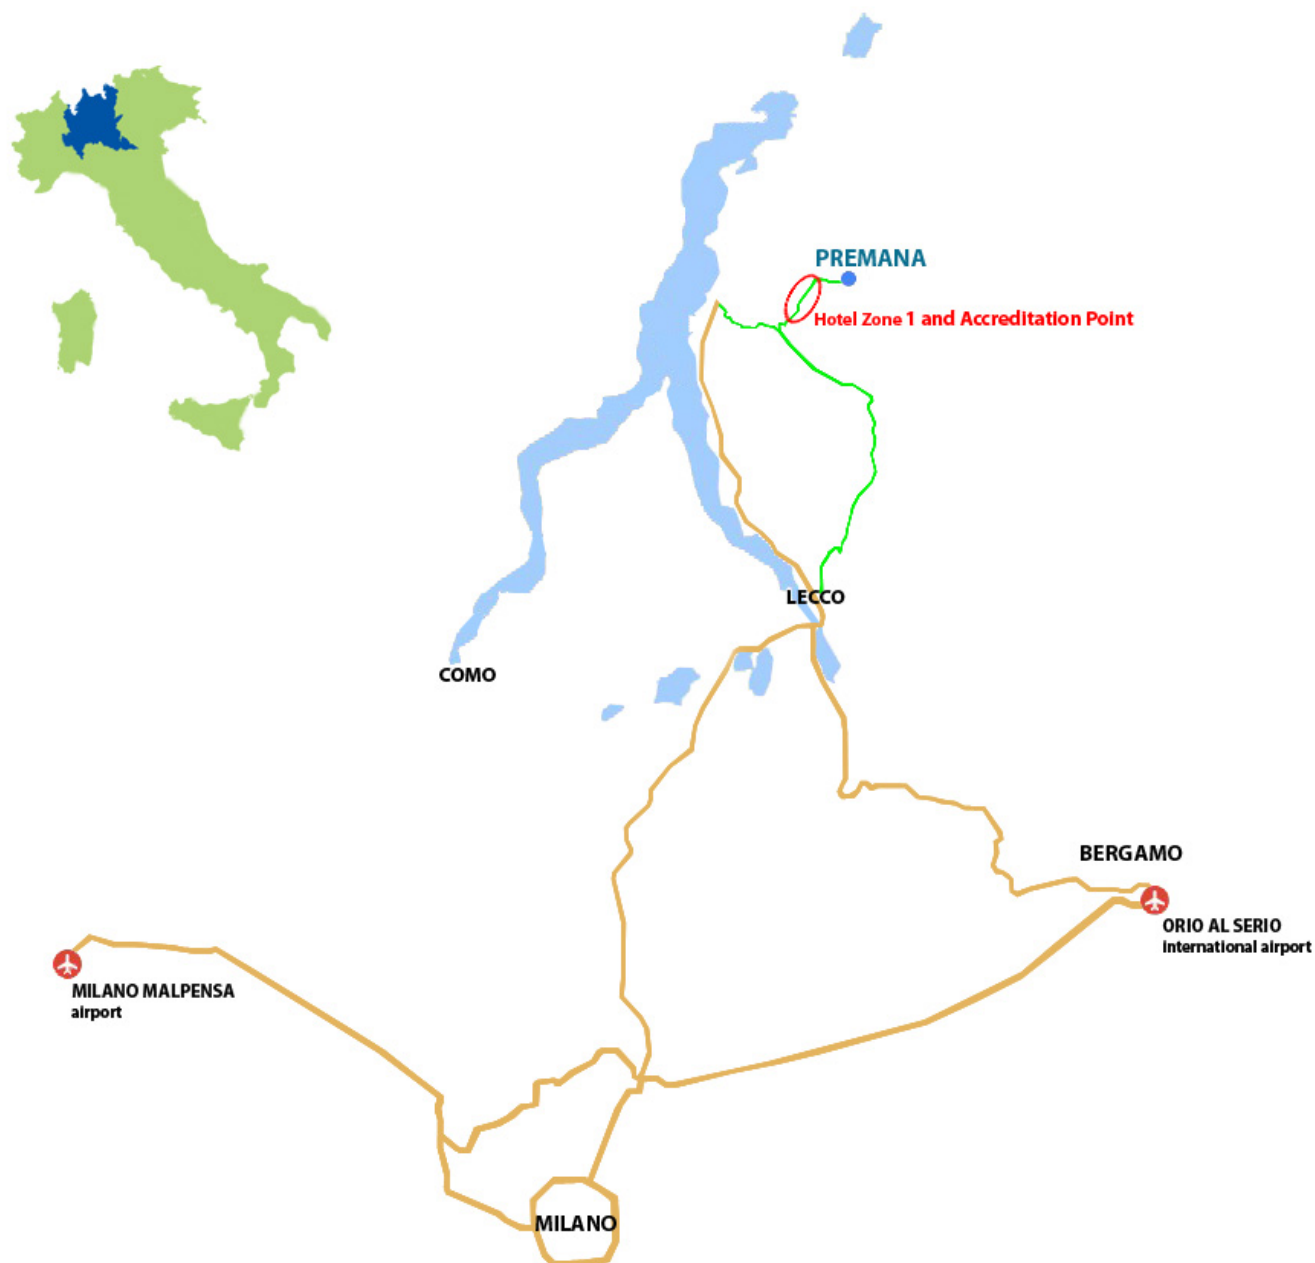 PREMANA
Hotel Zone 1 and Accreditation Point
LECCO
COMO
BERGAMO
ORIO AL SERIO
international airport
MILANO MALPENSA
airport
MILANO